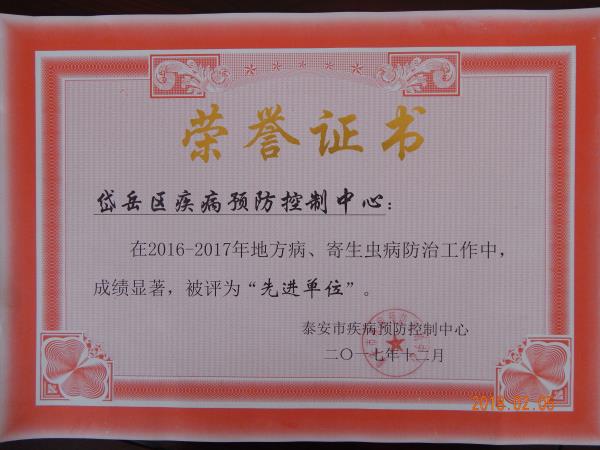 荣誉证书
岱岳区疾病预防控制中心：
在2016-2017年地方病、寄生虫病防治工作中，
成绩显著，被评为“先进单位”。
泰安市疾病预防控制中心
二〇一七年十二月
2018.02.05